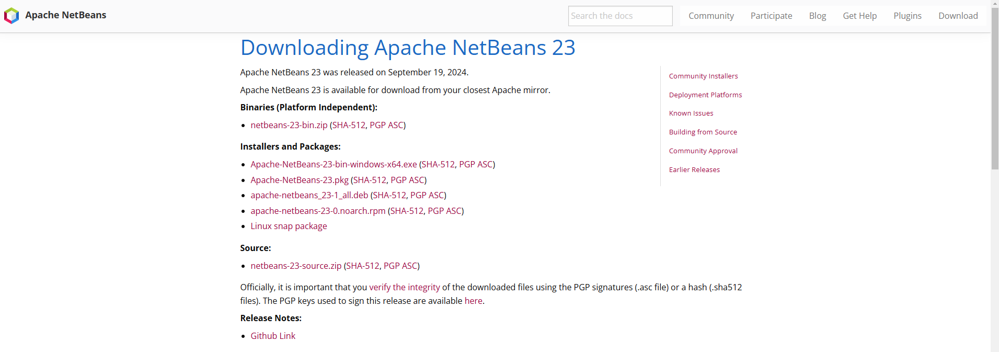 Apache NetBeans
Search the docs
Community
Participate
Blog
Get Help
Plugins
Download
Downloading Apache NetBeans 23
Apache NetBeans 23 was released on September 19, 2024.
Apache NetBeans 23 is available for download from your closest Apache mirror.
Binaries (Platform Independent):
netbeans-23-bin.zip (SHA-512, PGP ASC)
Installers and Packages:
Apache-NetBeans-23-bin-windows-x64.exe (SHA-512, PGP ASC)
Apache-NetBeans-23.pkg (SHA-512, PGP ASC)
apache-netbeans_23-1_all.deb (SHA-512, PGP ASC)
apache-netbeans-23-0.noarch.rpm (SHA-512, PGP ASC)
Linux snap package
Source:
netbeans-23-source.zip (SHA-512, PGP ASC)
Officially, it is important that you verify the integrity of the downloaded files using the PGP signatures (.asc file) or a hash (.sha512
files). The PGP keys used to sign this release are available here.
Release Notes:
Github Link
Community Installers
Deployment Platforms
Known Issues
Building from Source
Community Approval
Earlier Releases